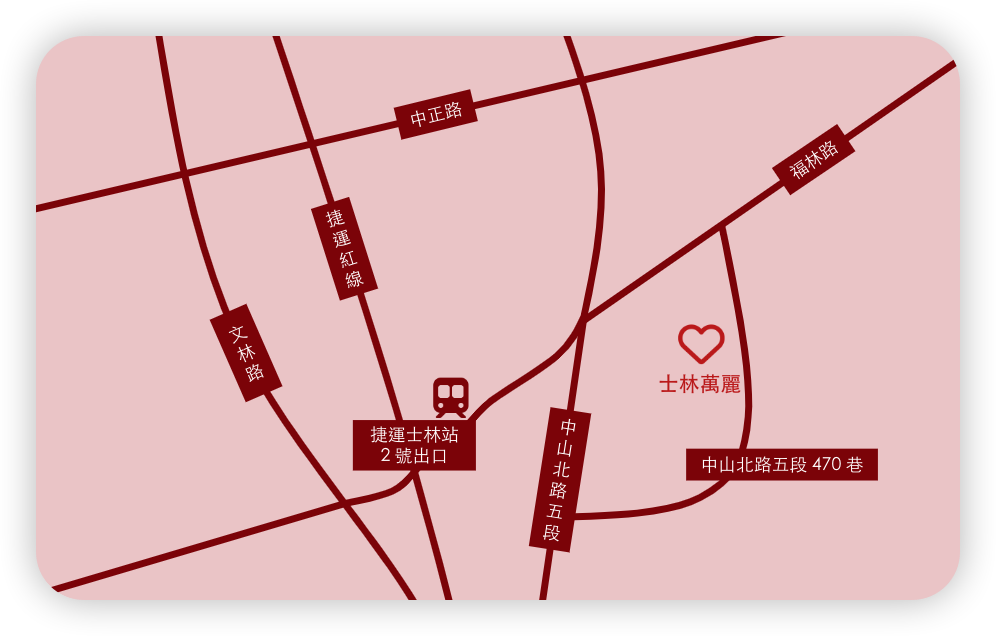 中正路
福林路
捷運紅線
文林路
士林萬麗
捷運士林站
2 號出口
中山北路五段
中山北路五段 470 巷